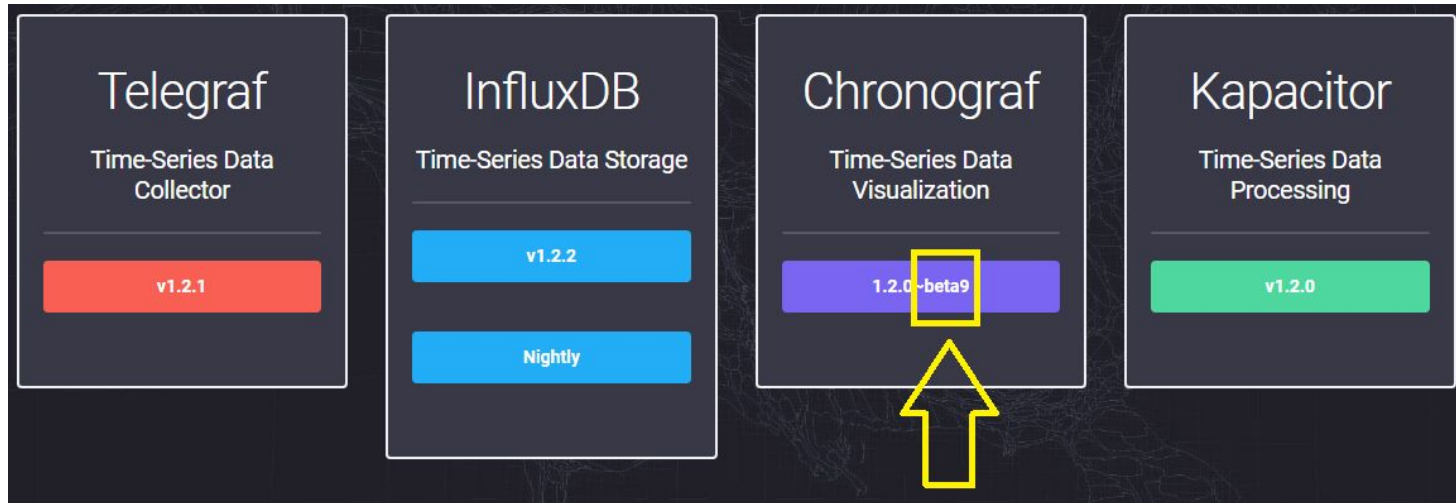 Telegraf
Time-Series Data
Collector
v1.2.1
InfluxDB
Time-Series Data Storage
v1.2.2
Nightly
Chronograf
Time-Series Data
Visualization
1.2.0~beta9
Kapacitor
Time-Series Data
Processing
v1.2.0